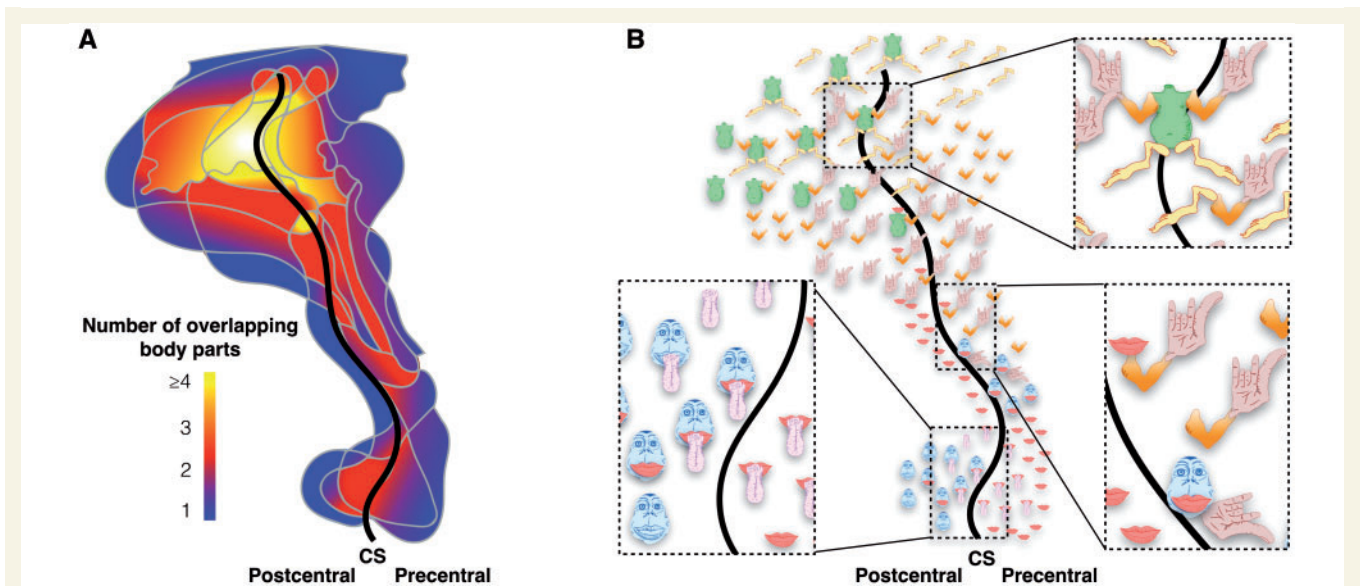 A
Number of overlapping
body parts
≥4
3
2
1
CS
Postcentral
Precentral
B
CS
Postcentral
Precentral